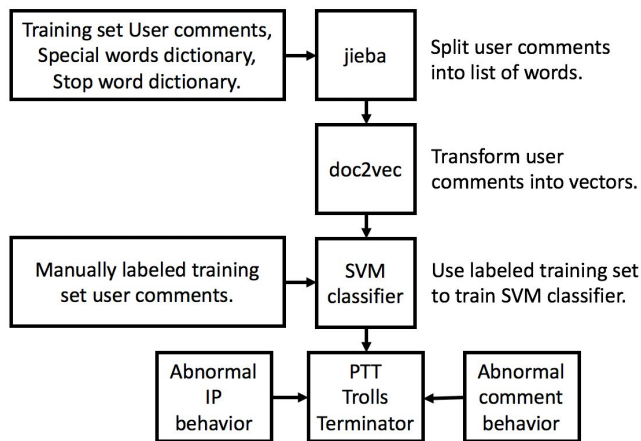 Training set User comments,
Special words dictionary,
Stop word dictionary.
jieba
Split user comments
into list of words.
doc2vec
Transform user
comments into vectors.
Manually labeled training
set user comments.
SVM
classifier
Use labeled training set
to train SVM classifier.
Abnormal
IP
behavior
PTT
Trolls
Terminator
Abnormal
comment
behavior